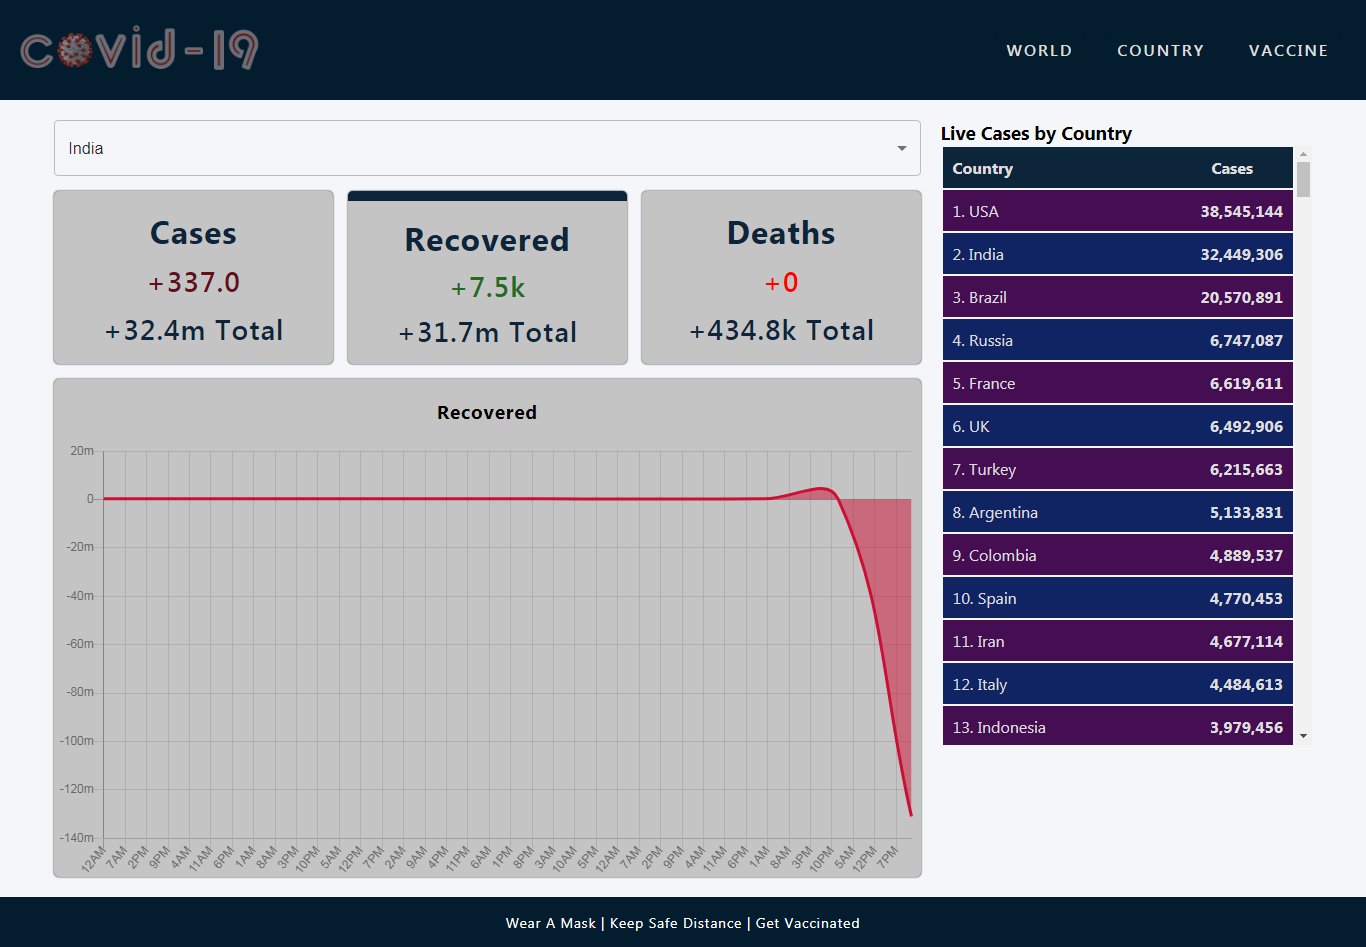 covid-19
WORLD COUNTRY VACCINE
India
Cases
+337.0
+32.4m Total
Recovered
+7.5k
+31.7m Total
Deaths
+0
+434.8k Total
Recovered
20m
0
-20m
-40m
-60m
-80m
-100m
-120m
-140m
12AM 7AM 2PM 9PM 4AM 11AM 6PM 1AM 8AM 3PM 10PM 5AM 12PM 7PM 2AM 9AM 4PM 11PM 6AM 1PM 8PM 3AM 10AM 5PM 12AM 7AM 2PM 9PM 4AM 11AM 6PM 1AM 8AM 3PM 10PM 5AM 12PM 7PM
Live Cases by Country
Country Cases
1. USA 38,545,144
2. India 32,449,306
3. Brazil 20,570,891
4. Russia 6,747,087
5. France 6,619,611
6. UK 6,492,906
7. Turkey 6,215,663
8. Argentina 5,133,831
9. Colombia 4,889,537
10. Spain 4,770,453
11. Iran 4,677,114
12. Italy 4,484,613
13. Indonesia 3,979,456
Wear A Mask | Keep Safe Distance | Get Vaccinated